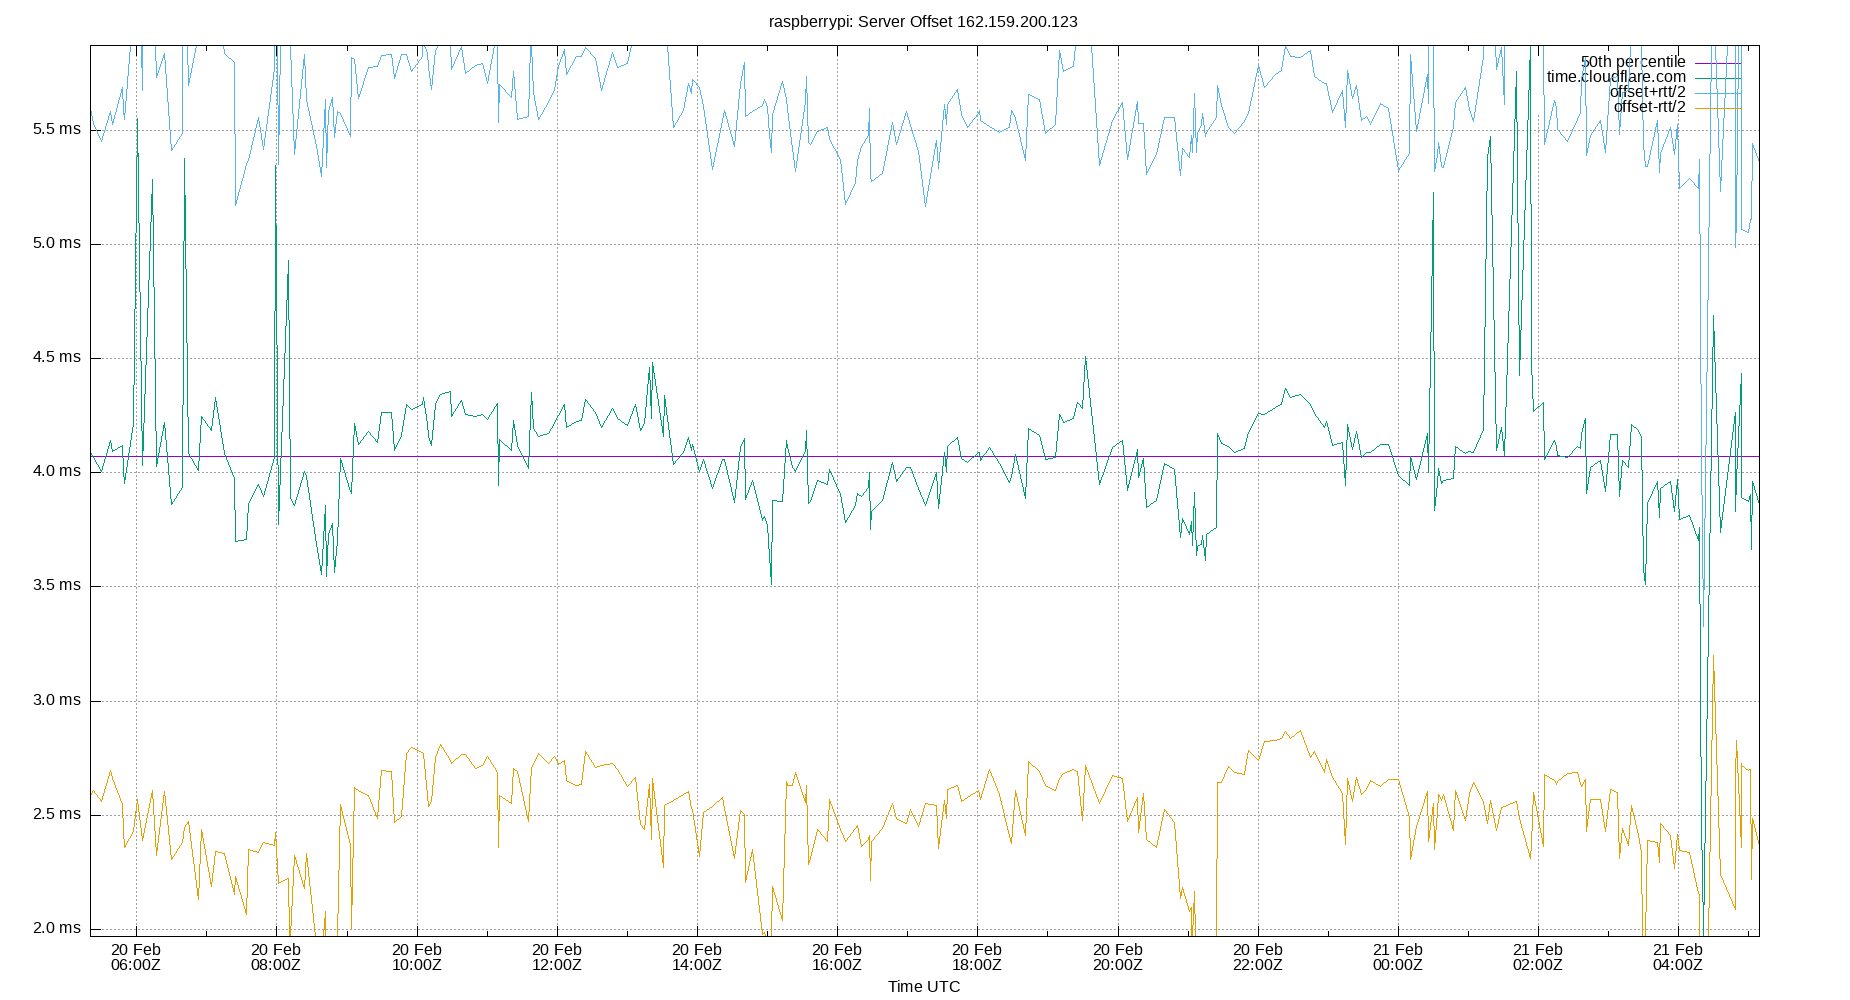 raspberrypi: Server Offset 162.159.200.123
50th percentile
time.cloudflare.com
offset+rtt/2
offset-rtt/2
5.5 ms
5.0 ms
4.5 ms
4.0 ms
3.5 ms
3.0 ms
2.5 ms
2.0 ms
20 Feb 20 Feb 20 Feb 20 Feb 20 Feb 20 Feb 20 Feb 20 Feb 20 Feb 21 Feb 21 Feb 21 Feb
06:00Z 08:00Z 10:00Z 12:00Z 14:00Z 16:00Z 18:00Z 20:00Z 22:00Z 00:00Z 02:00Z 04:00Z
Time UTC